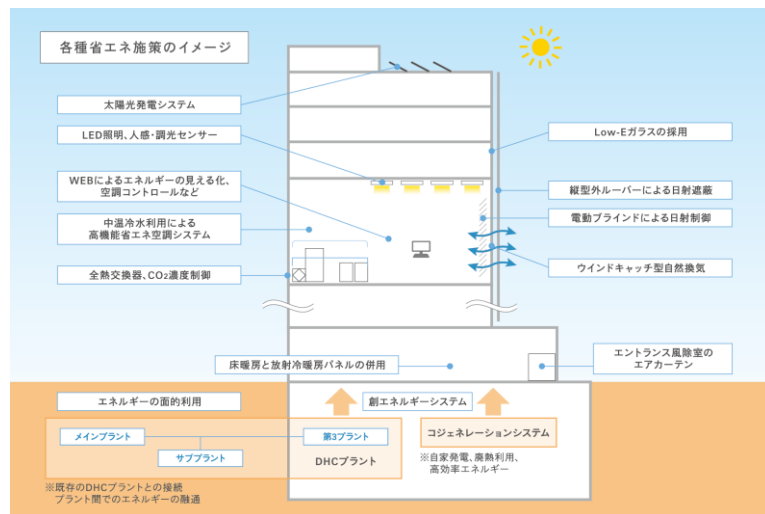 各種省エネ施策のイメージ
太陽光発電システム
LED照明、人感・調光センサー
WEBによるエネルギーの見える化、
空調コントロールなど
中温冷水利用による
高機能省エネ空調システム
全熱交換器、CO₂濃度制御
Low-Eガラスの採用
縦型外ルーバーによる日射遮蔽
電動ブラインドによる日射制御
ウインドキャッチ型自然換気
床暖房と放射冷暖房パネルの併用
エントランス風除室の
エアカーテン
エネルギーの面的利用
創エネルギーシステム
メインプラント
サブプラント
第3プラント
DHCプラント
コジェネレーションシステム
※自家発電、廃熱利用、
高効率エネルギー
※既存のDHCプラントとの接続
プラント間でのエネルギーの融通